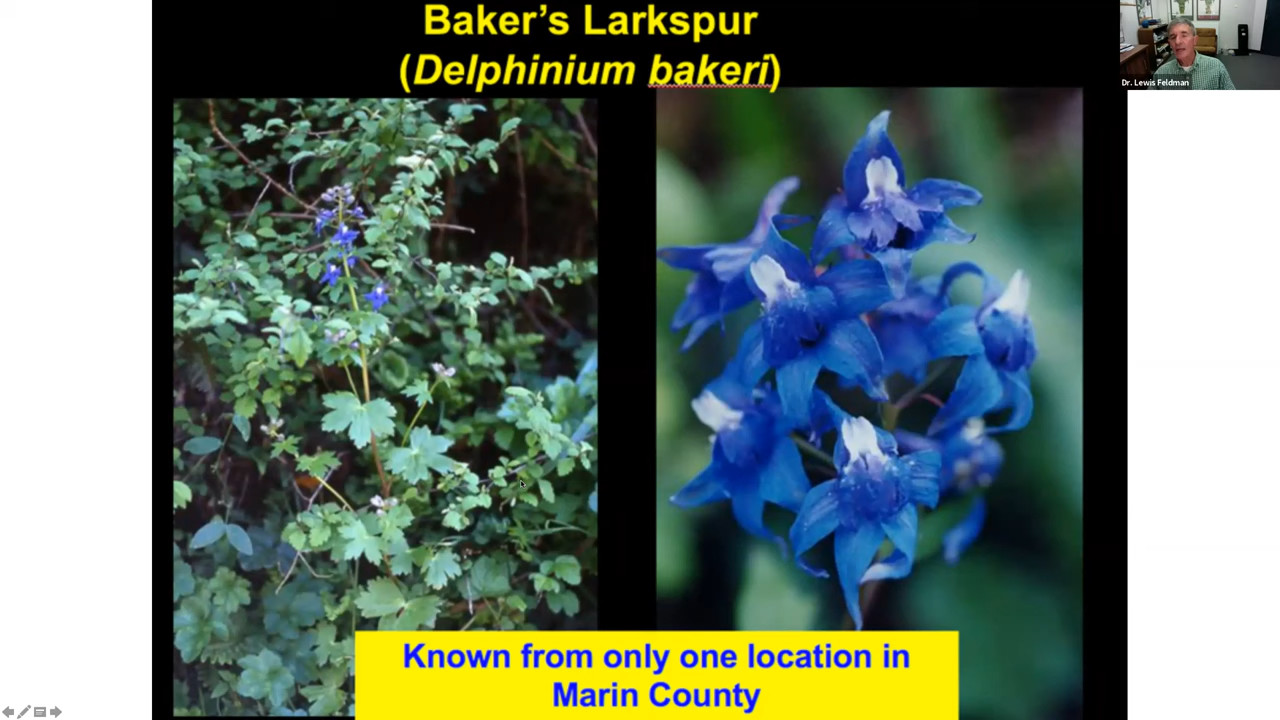 Baker’s Larkspur
(Delphinium bakeri)
Dr. Lewis Feldman
Known from only one location in
Marin County